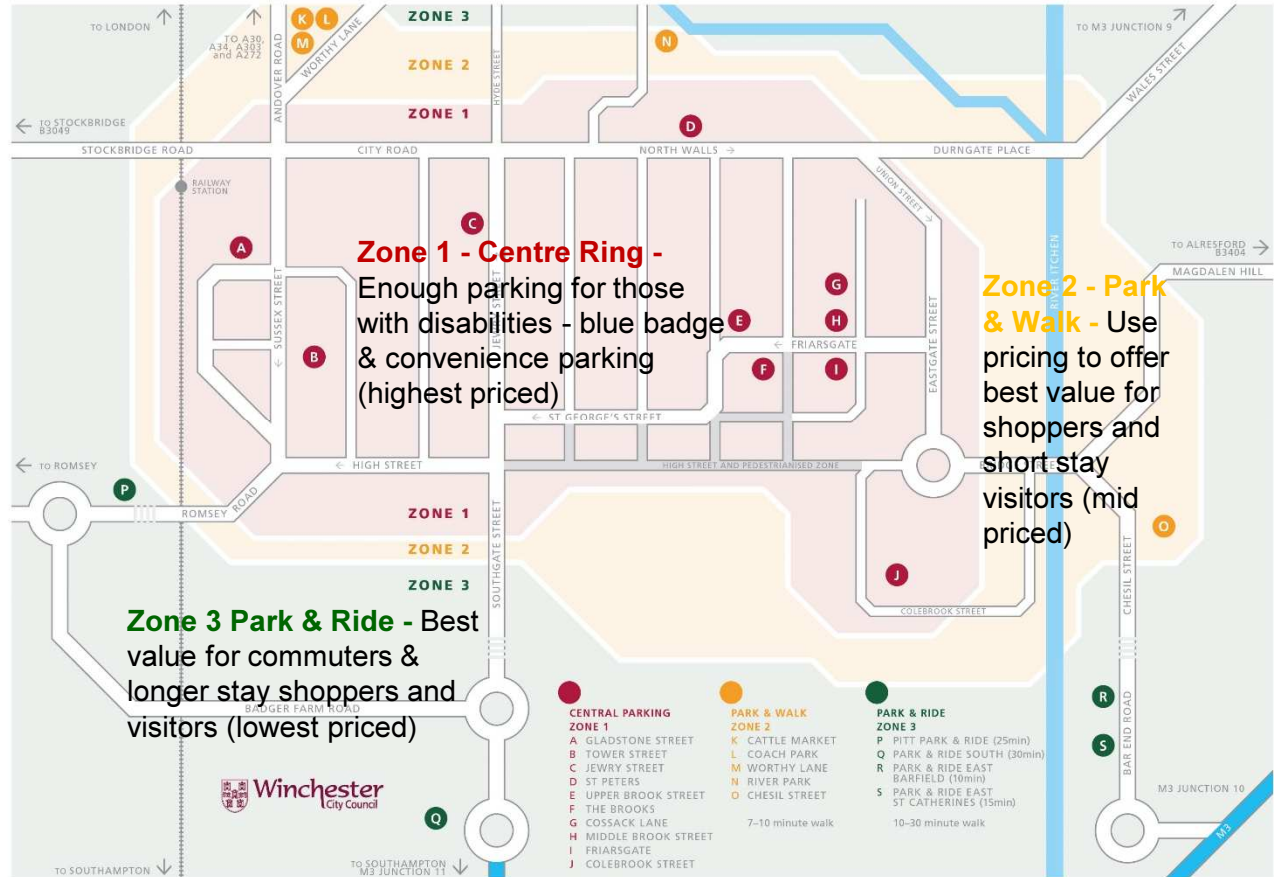 TO LONDON
TO A30,
A34, A303
and A272
K
L
M
ANDOVER ROAD
WORTHY LANE
ZONE 3
ZONE 2
ZONE 1
HYDE STREET
N
TO M3 JUNCTION 9
WALES STREET
← TO STOCKBRIDGE
B3049
STOCKBRIDGE ROAD
CITY ROAD
D
NORTH WALLS →
DURNGATE PLACE
UNION STREET →
RAILWAY
STATION
A
C
Zone 1 - Centre Ring -
Enough parking for those
with disabilities - blue badge
& convenience parking
(highest priced)
SUSSEX STREET
B
E
G
H
← FRIARSGATE
F
I
EASTGATE STREET
RIVER ITCHEN
TO ALRESFORD →
B3404
MAGDALEN HILL
Zone 2 - Park
& Walk - Use
pricing to offer
best value for
shoppers and
short stay
visitors (mid
priced)
← ST GEORGE'S STREET
← TO ROMSEY
← HIGH STREET
HIGH STREET AND PEDESTRIANISED ZONE
P
ROMSEY ROAD
ZONE 1
ZONE 2
ZONE 3
SOUTHGATE STREET
O
CHESIL STREET
J
COLEBROOK STREET
Zone 3 Park & Ride - Best
value for commuters &
longer stay shoppers and
visitors (lowest priced)
BADGER FARM ROAD
CENTRAL PARKING
ZONE 1
A GLADSTONE STREET
B TOWER STREET
C JEWRY STREET
D ST PETERS
E UPPER BROOK STREET
F THE BROOKS
G COSSACK LANE
H MIDDLE BROOK STREET
I FRIARSGATE
J COLEBROOK STREET
PARK & WALK
ZONE 2
K CATTLE MARKET
L COACH PARK
M WORTHY LANE
N RIVER PARK
O CHESIL STREET
7–10 minute walk
PARK & RIDE
ZONE 3
P PITT PARK & RIDE (25min)
Q PARK & RIDE SOUTH (30min)
R PARK & RIDE EAST
BARFIELD (10min)
S PARK & RIDE EAST
ST CATHERINES (15min)
10–30 minute walk
R
S
BAR END ROAD
M3 JUNCTION 10
M3
Winchester
City Council
Q
TO SOUTHAMPTON
TO SOUTHAMPTON
M3 JUNCTION 11